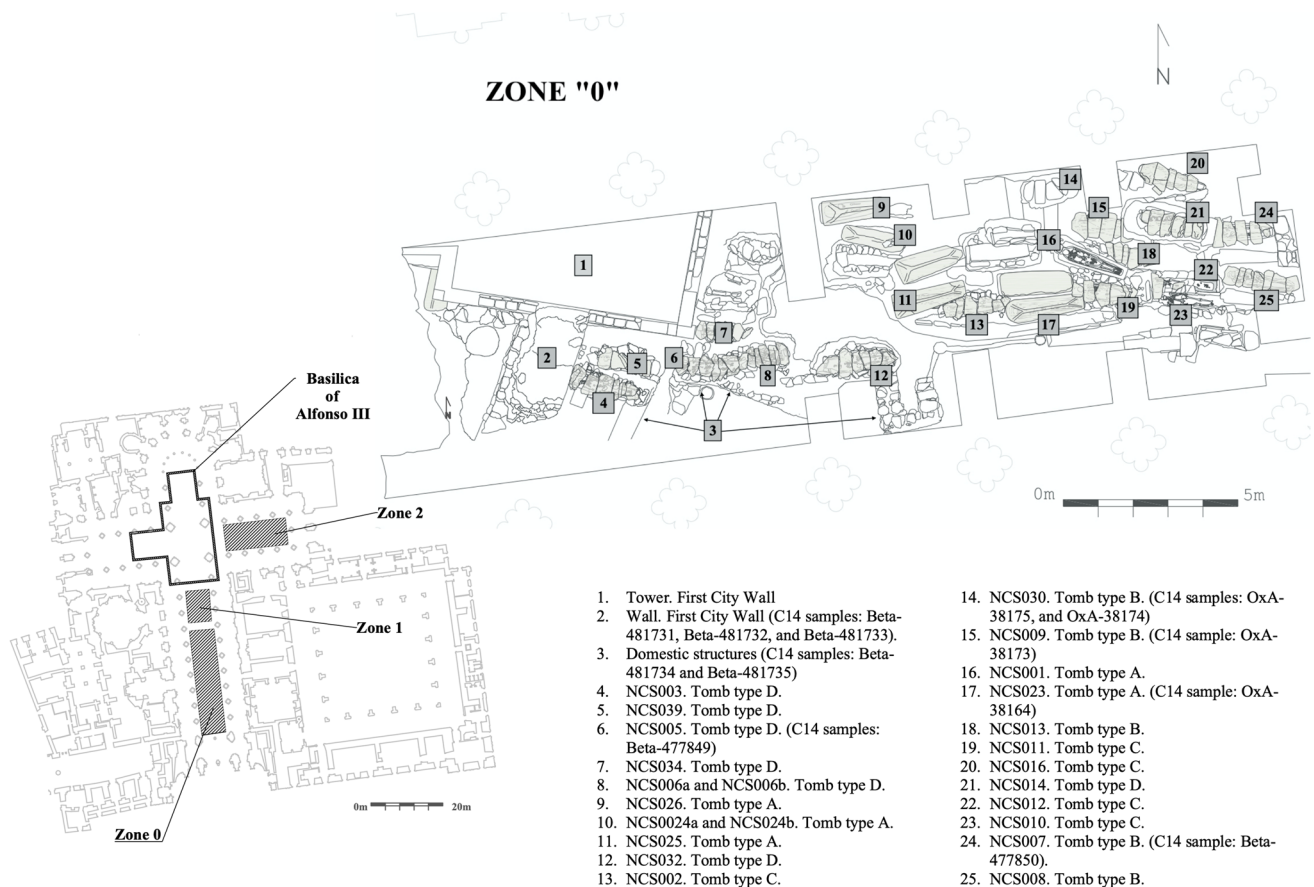 ZONE "0"
N
20
14
9
15
21
24
10
16
18
1
22
11
19
25
23
13
17
7
2
5
6
8
12
4
3
N
0m
5m
Basilica
of
Alfonso III
Zone 2
Zone 1
0m
20m
Zone 0
1. Tower. First City Wall
2. Wall. First City Wall (C14 samples: Beta-
481731, Beta-481732, and Beta-481733).
3. Domestic structures (C14 samples: Beta-
481734 and Beta-481735)
4. NCS003. Tomb type D.
5. NCS039. Tomb type D.
6. NCS005. Tomb type D. (C14 samples:
Beta-477849)
7. NCS034. Tomb type D.
8. NCS006a and NCS006b. Tomb type D.
9. NCS026. Tomb type A.
10. NCS0024a and NCS024b. Tomb type A.
11. NCS025. Tomb type A.
12. NCS032. Tomb type D.
13. NCS002. Tomb type C.
14. NCS030. Tomb type B. (C14 samples: OxA-
38175, and OxA-38174)
15. NCS009. Tomb type B. (C14 sample: OxA-
38173)
16. NCS001. Tomb type A.
17. NCS023. Tomb type A. (C14 sample: OxA-
38164)
18. NCS013. Tomb type B.
19. NCS011. Tomb type C.
20. NCS016. Tomb type C.
21. NCS014. Tomb type D.
22. NCS012. Tomb type C.
23. NCS010. Tomb type C.
24. NCS007. Tomb type B. (C14 sample: Beta-
477850).
25. NCS008. Tomb type B.